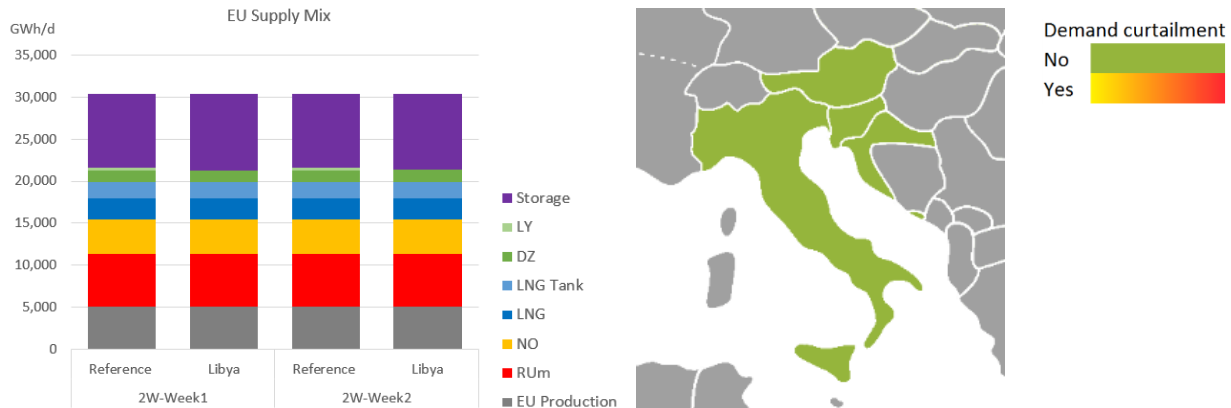 EU Supply Mix
GWh/d
35,000
30,000
25,000
20,000
15,000
10,000
5,000
0
Reference
Libya
Reference
Libya
2W-Week1
2W-Week2
Storage
LY
DZ
LNG Tank
LNG
NO
RUm
EU Production
Demand curtailment
No
Yes